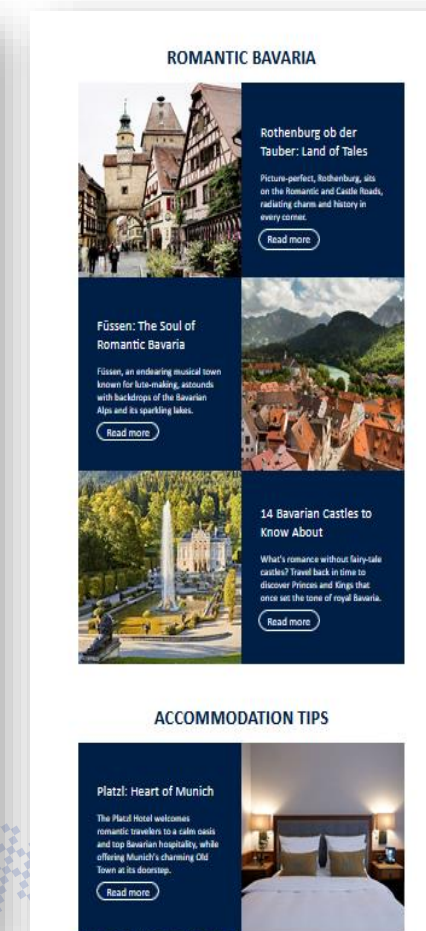 ROMANTIC BAVARIA
Rothenburg ob der
Tauber: Land of Tales
Picture-perfect, Rothenburg, sits
on the Romantic and Castle Roads,
radiating charm and history in
every corner.
Read more
Füssen: The Soul of
Romantic Bavaria
Füssen, an endearing musical town
known for lute-making, astounds
with backdrops of the Bavarian
Alps and its sparkling lakes.
Read more
14 Bavarian Castles to
Know About
What's romance without fairy-tale
castles? Travel back in time to
discover Princes and Kings that
once set the tone of royal Bavaria.
Read more
ACCOMMODATION TIPS
Platzl: Heart of Munich
The Platzl Hotel welcomes
romantic travelers to a calm oasis
and top Bavarian hospitality, while
offering Munich's charming Old
Town at its doorstep.
Read more